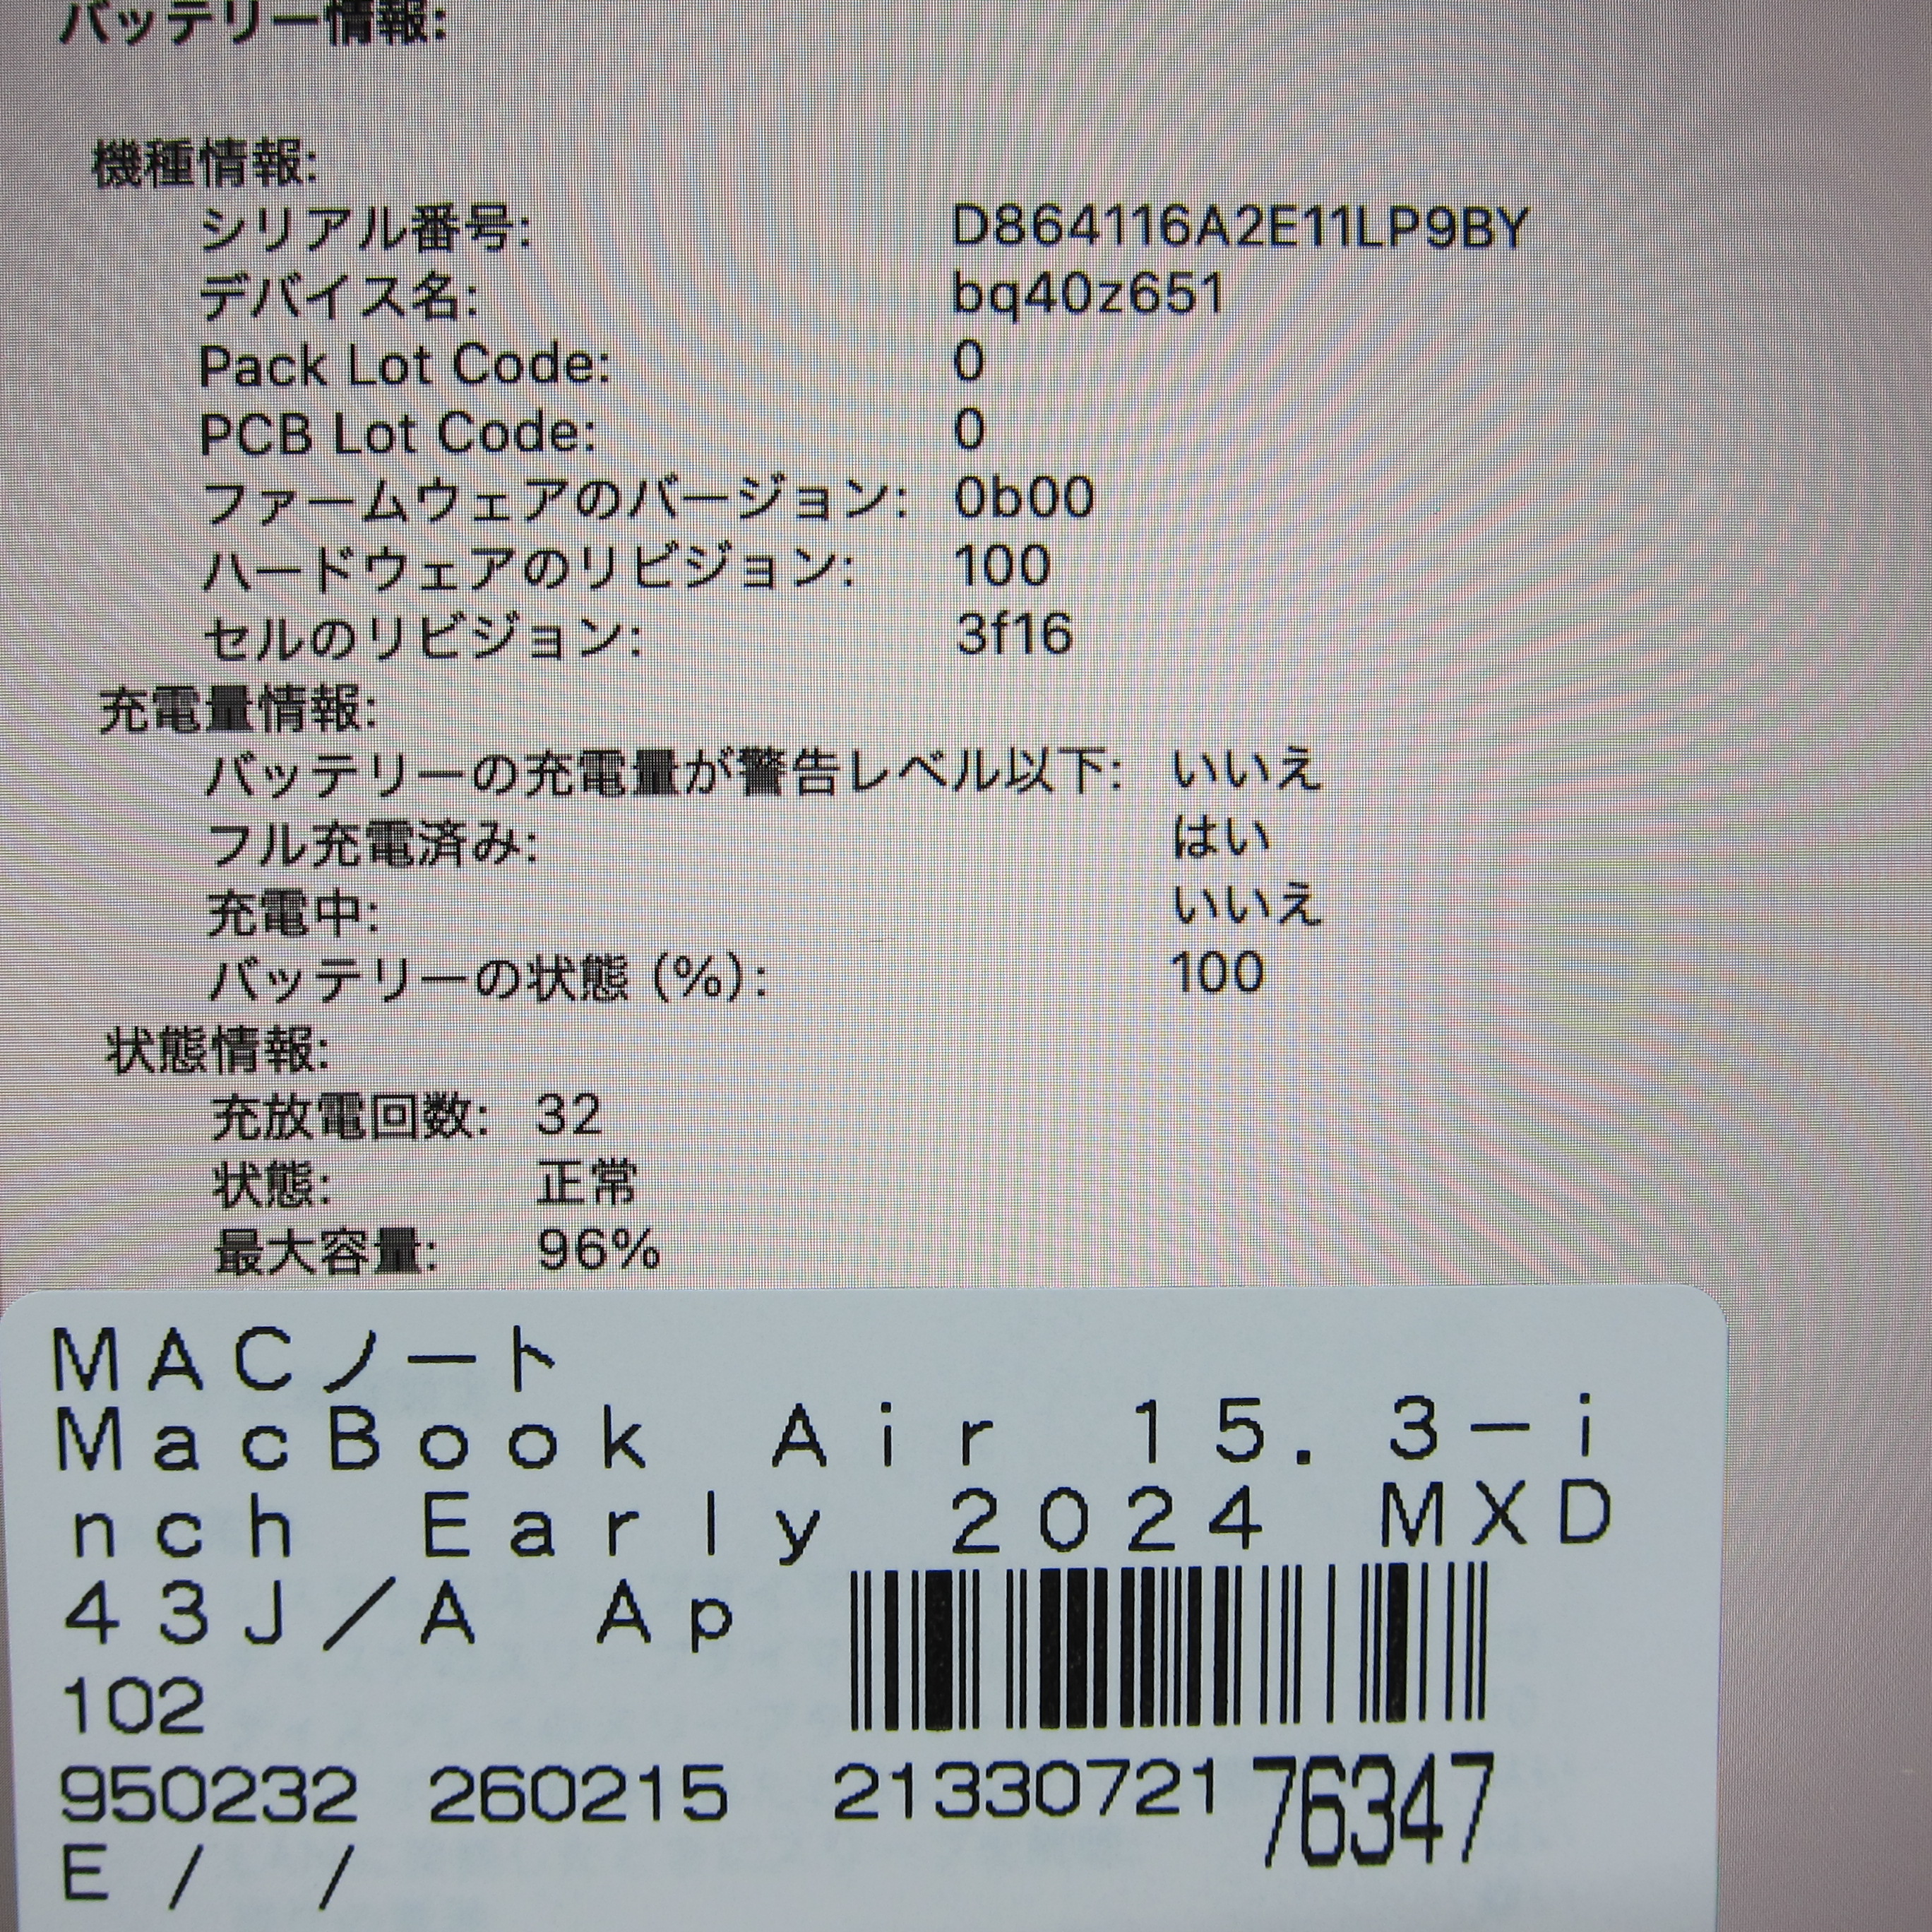 バッテリー情報:
機種情報:
シリアル番号: D864116A2E11LP9BY
デバイス名: bq40z651
Pack Lot Code: 0
PCB Lot Code: 0
ファームウェアのバージョン: 0b00
ハードウェアのリビジョン: 100
セルのリビジョン: 3f16
充電量情報:
バッテリーの充電量が警告レベル以下: いいえ
フル充電済み: はい
充電中: いいえ
バッテリーの状態 (%): 100
状態情報:
充放電回数: 32
状態: 正常
最大容量: 96%
MACノート
MacBook Air 15.3-i
nch Early 2024 MXD
43J/A Ap
102
950232 260215 21330721 76347
E / /